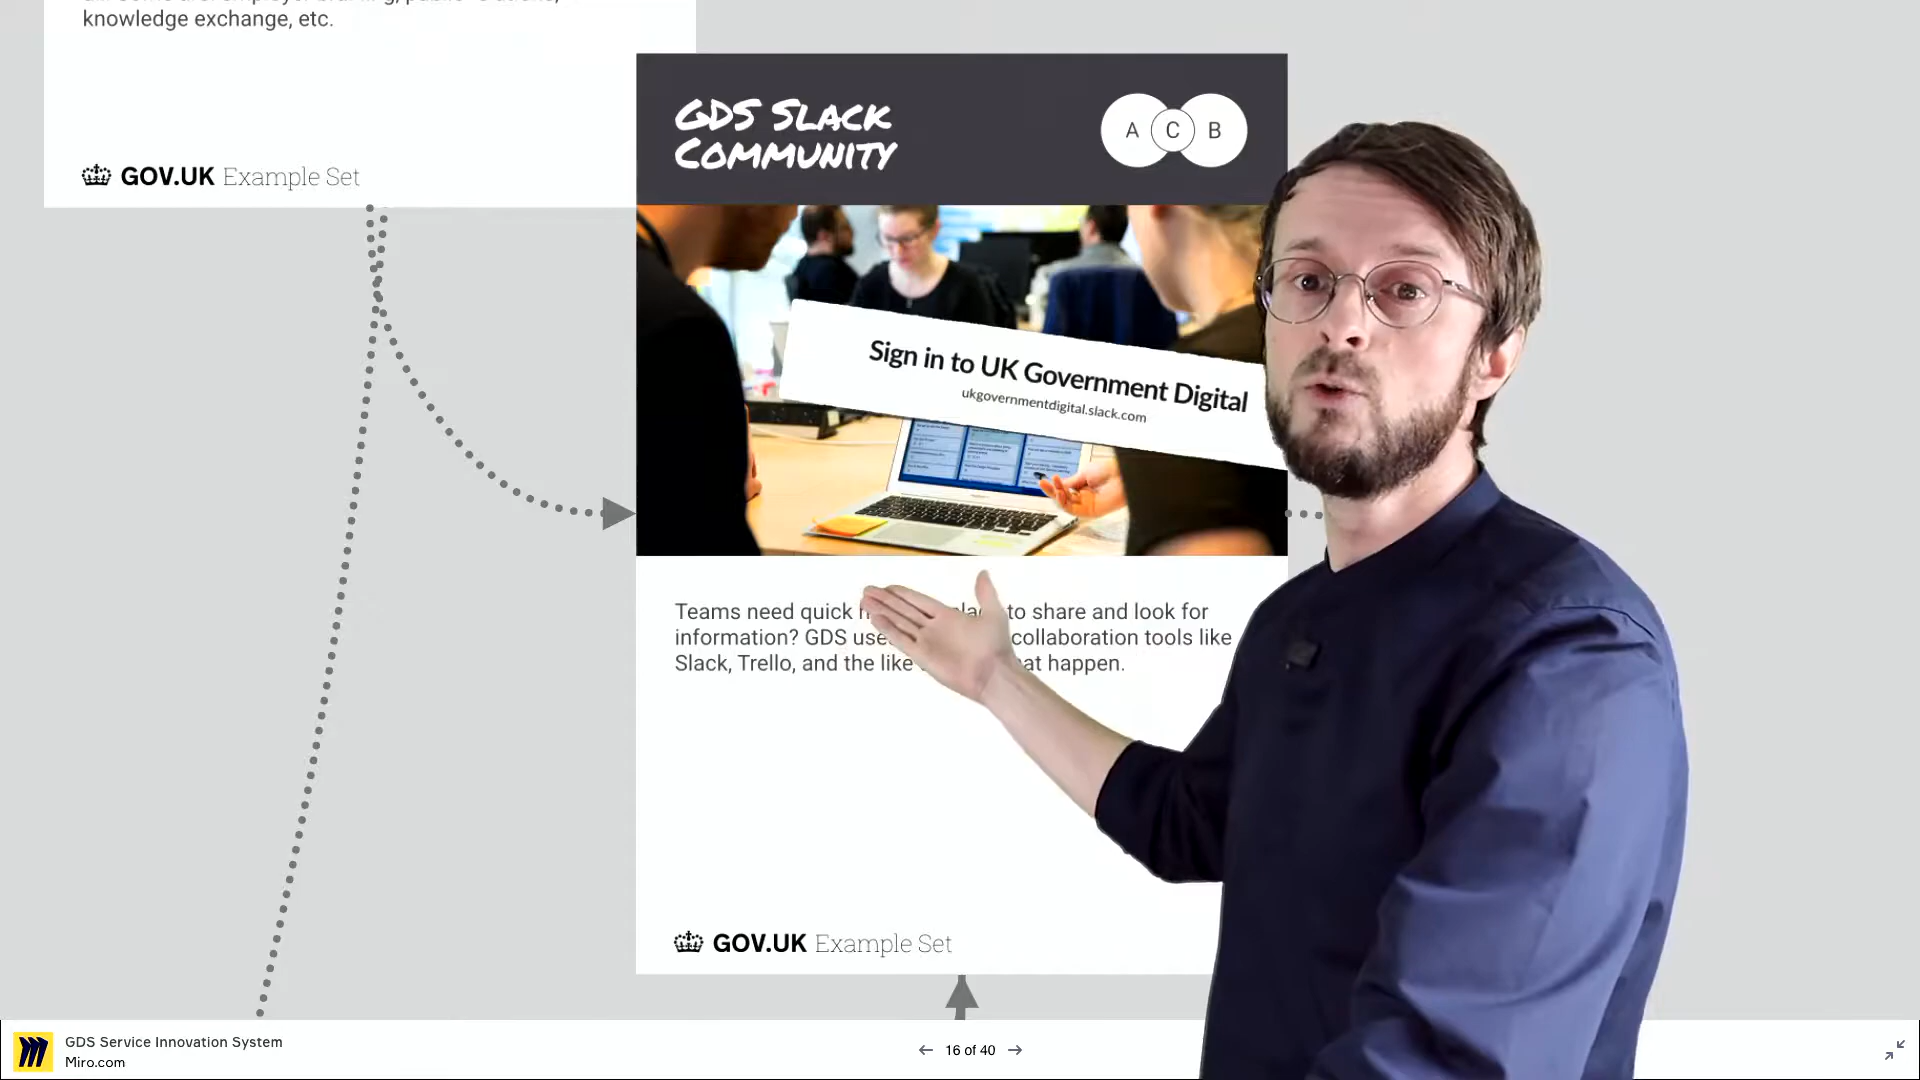 knowledge exchange, etc.
GOV.UK Example Set
GDS SLACK
COMMUNITY
A C B
Sign in to UK Government Digital
ukgovernmentdigital.slack.com
Teams need quick to share and look for
information? GDS collaboration tools like
Slack, Trello, and the like happen.
GOV.UK Example Set
GDS Service Innovation System
Miro.com
16 of 40